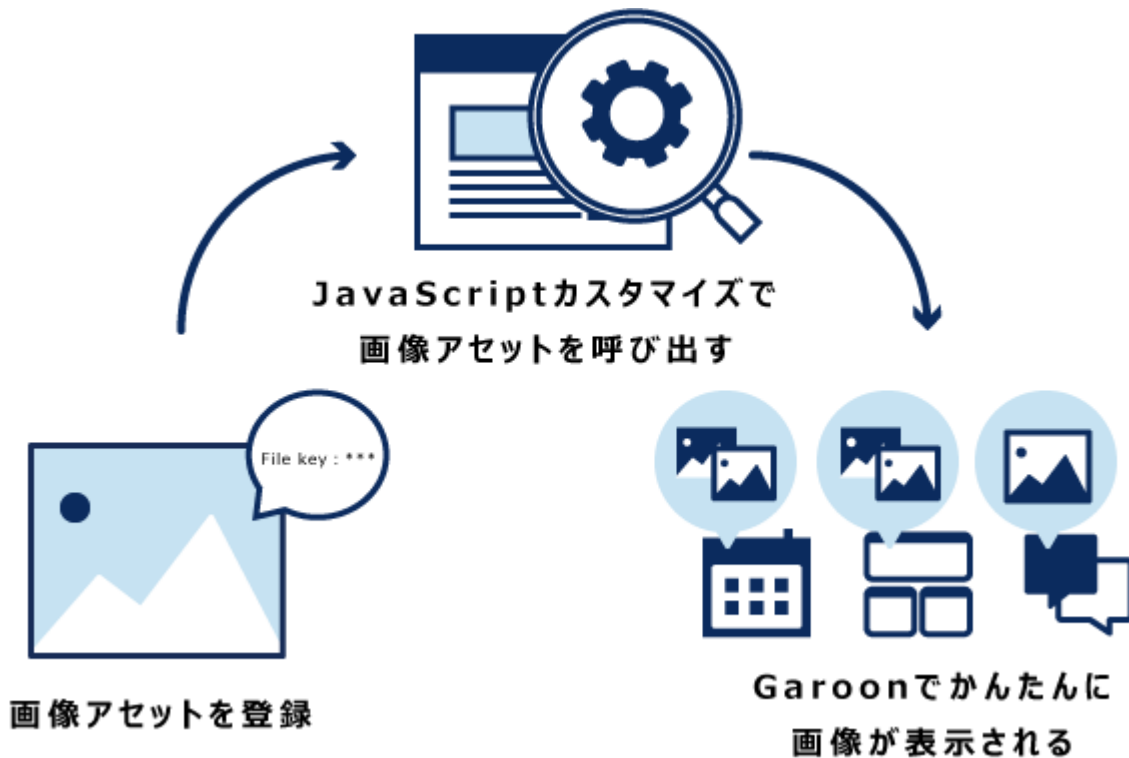 JavaScriptカスタマイズで
画像アセットを呼び出す
File key : ***
画像アセットを登録
Garoonでかんたんに
画像が表示される